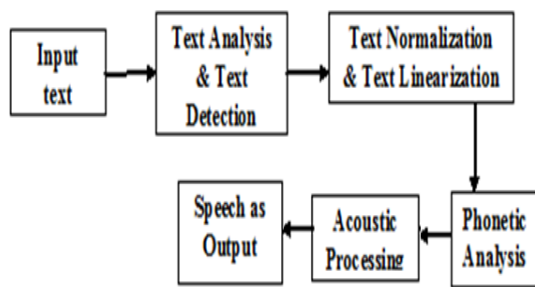 Input
text
Text Analysis
& Text
Detection
Text Normalization
& Text Linearization
Phonetic
Analysis
Acoustic
Processing
Speech as
Output